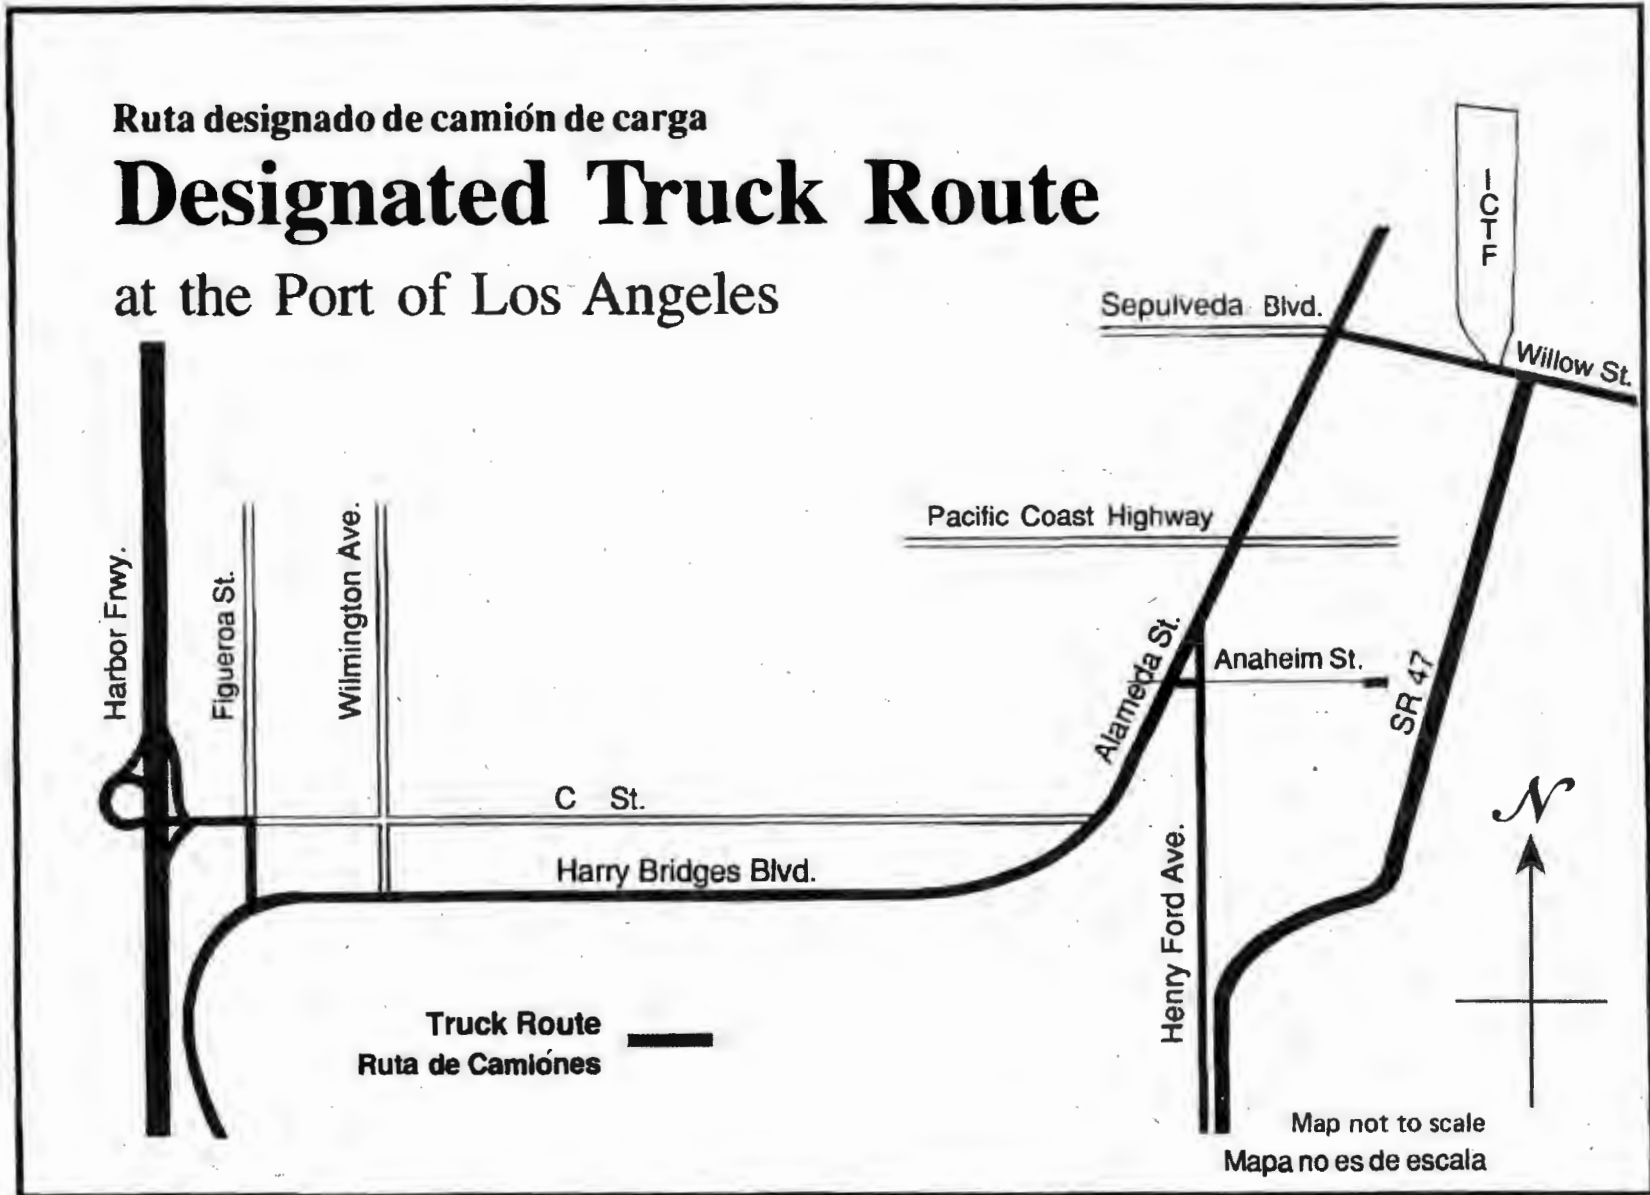 Ruta designado de camión de carga
Designated Truck Route
at the Port of Los Angeles
I
C
T
F
Sepulveda Blvd.
Willow St.
Pacific Coast Highway
Harbor Frwy.
Figueroa St.
Wilmington Ave.
Alameda St.
Anaheim St.
SR 47
C St.
Harry Bridges Blvd.
Henry Ford Ave.
N
Truck Route
Ruta de Camiónes
Map not to scale
Mapa no es de escala